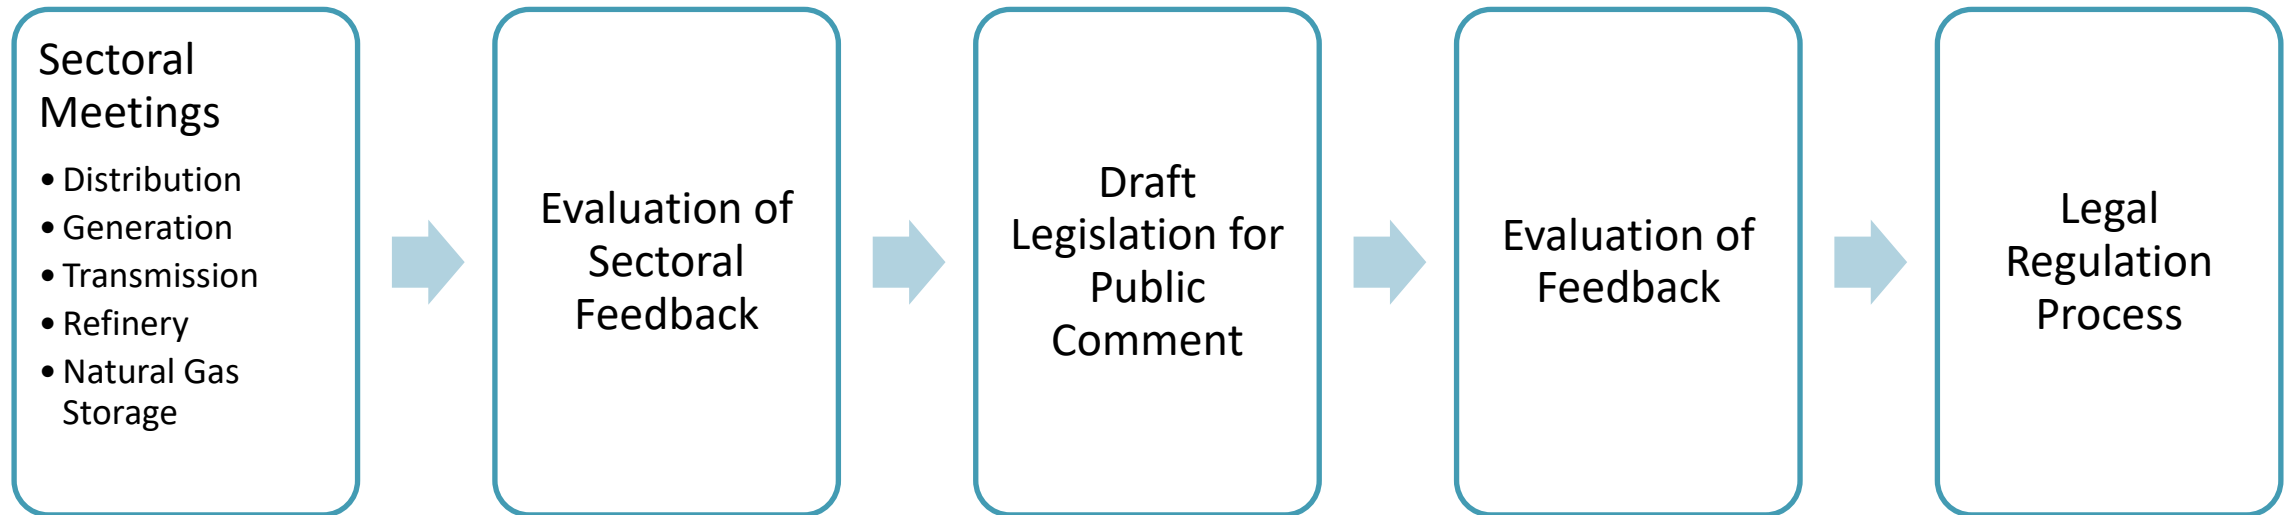 Sectoral
Meetings
• Distribution
• Generation
• Transmission
• Refinery
• Natural Gas
Storage
Evaluation of
Sectoral
Feedback
Draft
Legislation for
Public
Comment
Evaluation of
Feedback
Legal
Regulation
Process